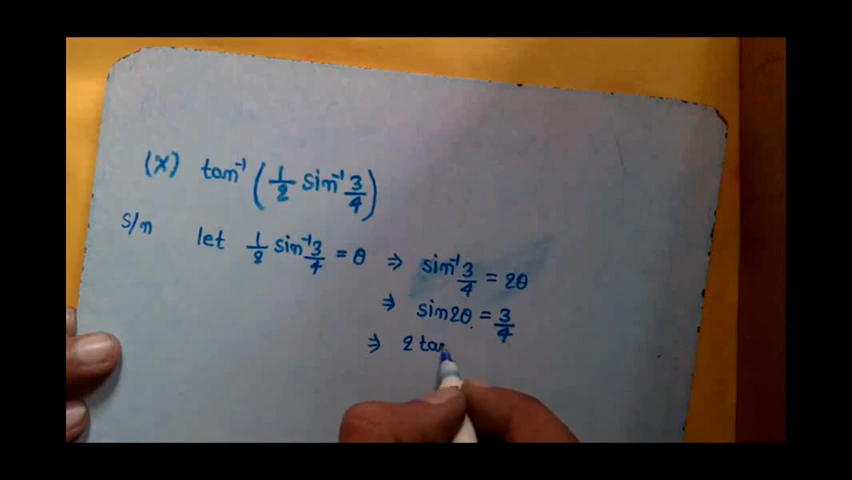 (x) tan⁻¹ (1/2 sin⁻¹ 3/4)
S/n let 1/2 sin⁻¹ 3/4 = θ ⇒ sin⁻¹ 3/4 = 2θ
⇒ sin2θ = 3/4
⇒ 2 tan